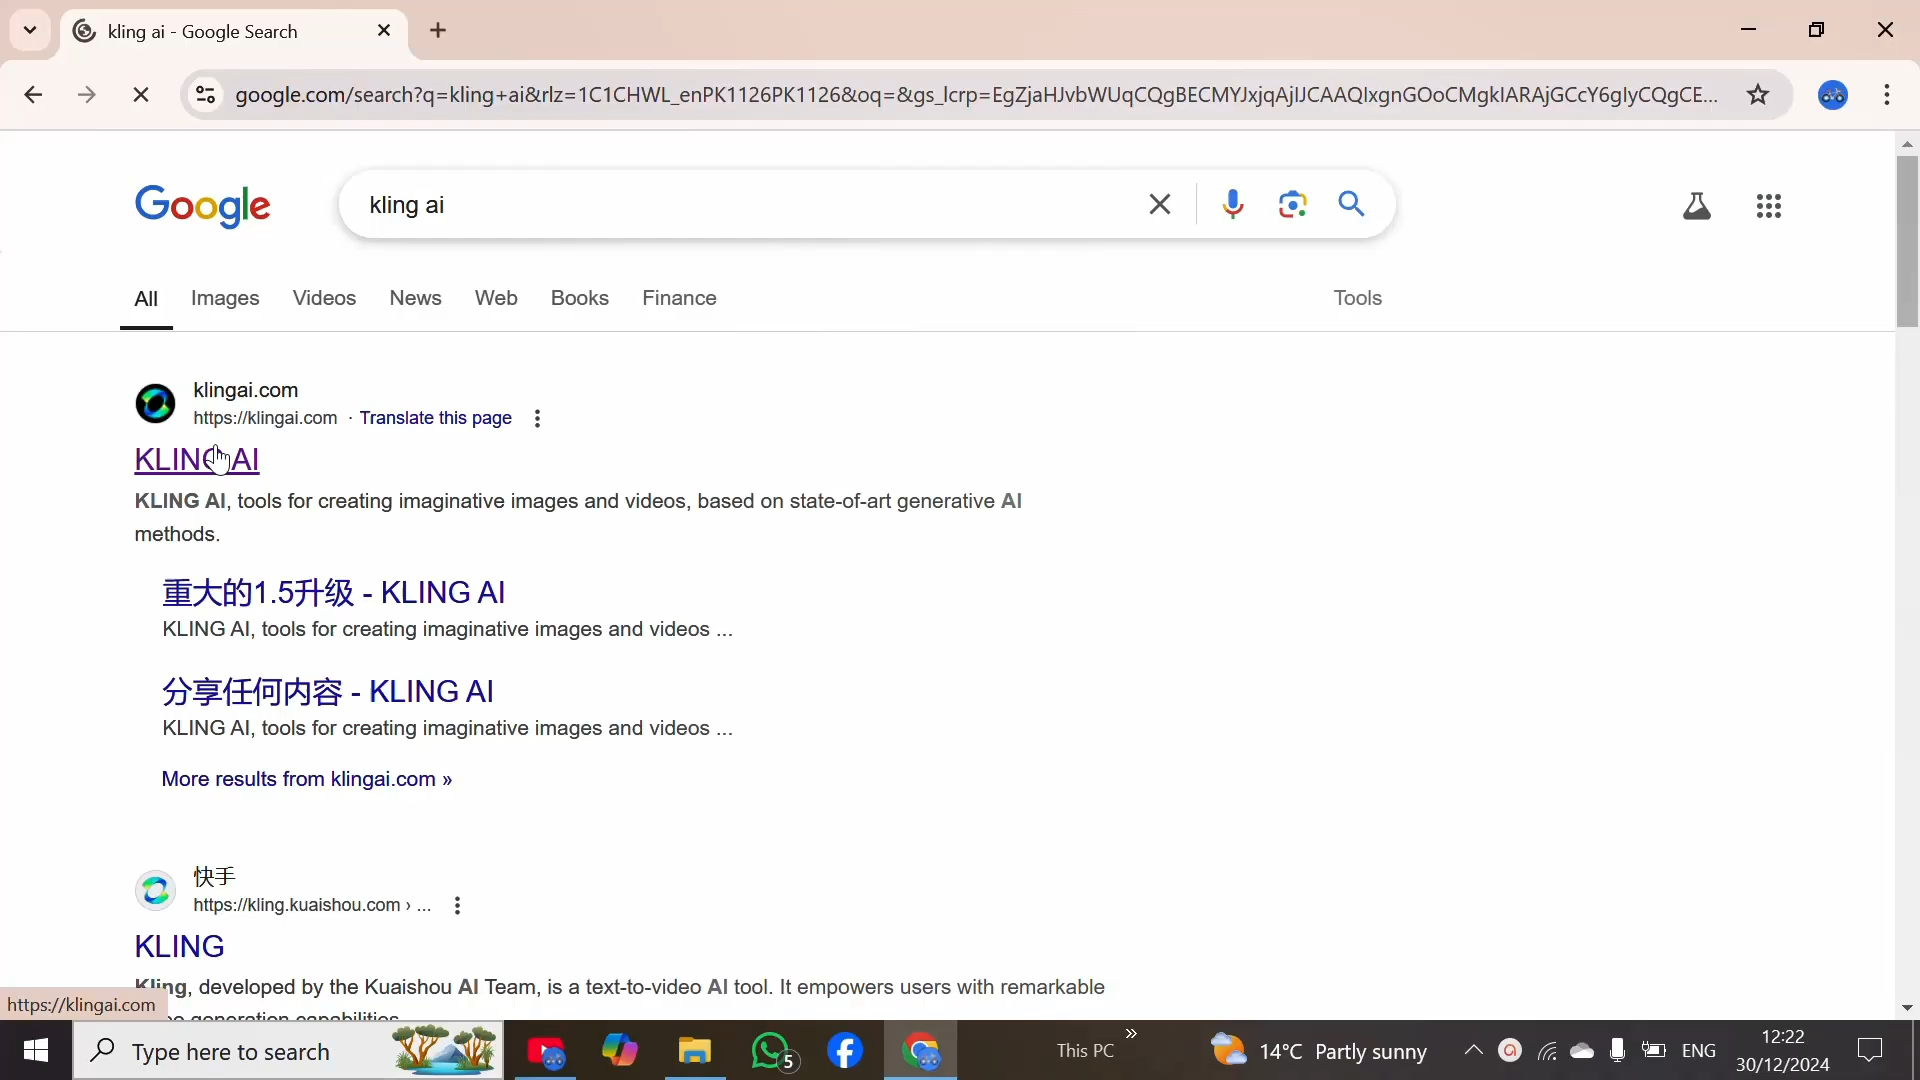 kling ai - Google Search
google.com/search?q=kling+ai&rlz=1C1CHWL_enPK1126PK1126&oq=&gs_lcrp=EgZjaHJvbWUqCQgBECMYJxjqAjIJCAAQIxgnGOoCMgkIARAjGCcY6gIyCQgCE...
Google
kling ai
All Images Videos News Web Books Finance Tools
klingai.com
https://klingai.com · Translate this page
KLING AI
KLING AI, tools for creating imaginative images and videos, based on state-of-art generative AI
methods.
重大的1.5升级 - KLING AI
KLING AI, tools for creating imaginative images and videos ...
分享任何内容 - KLING AI
KLING AI, tools for creating imaginative images and videos ...
More results from klingai.com »
快手
https://kling.kuaishou.com › ...
KLING
Kling, developed by the Kuaishou AI Team, is a text-to-video AI tool. It empowers users with remarkable
generation capabilities.
https://klingai.com
Type here to search
5
This PC
14°C Partly sunny
ENG
12:22
30/12/2024